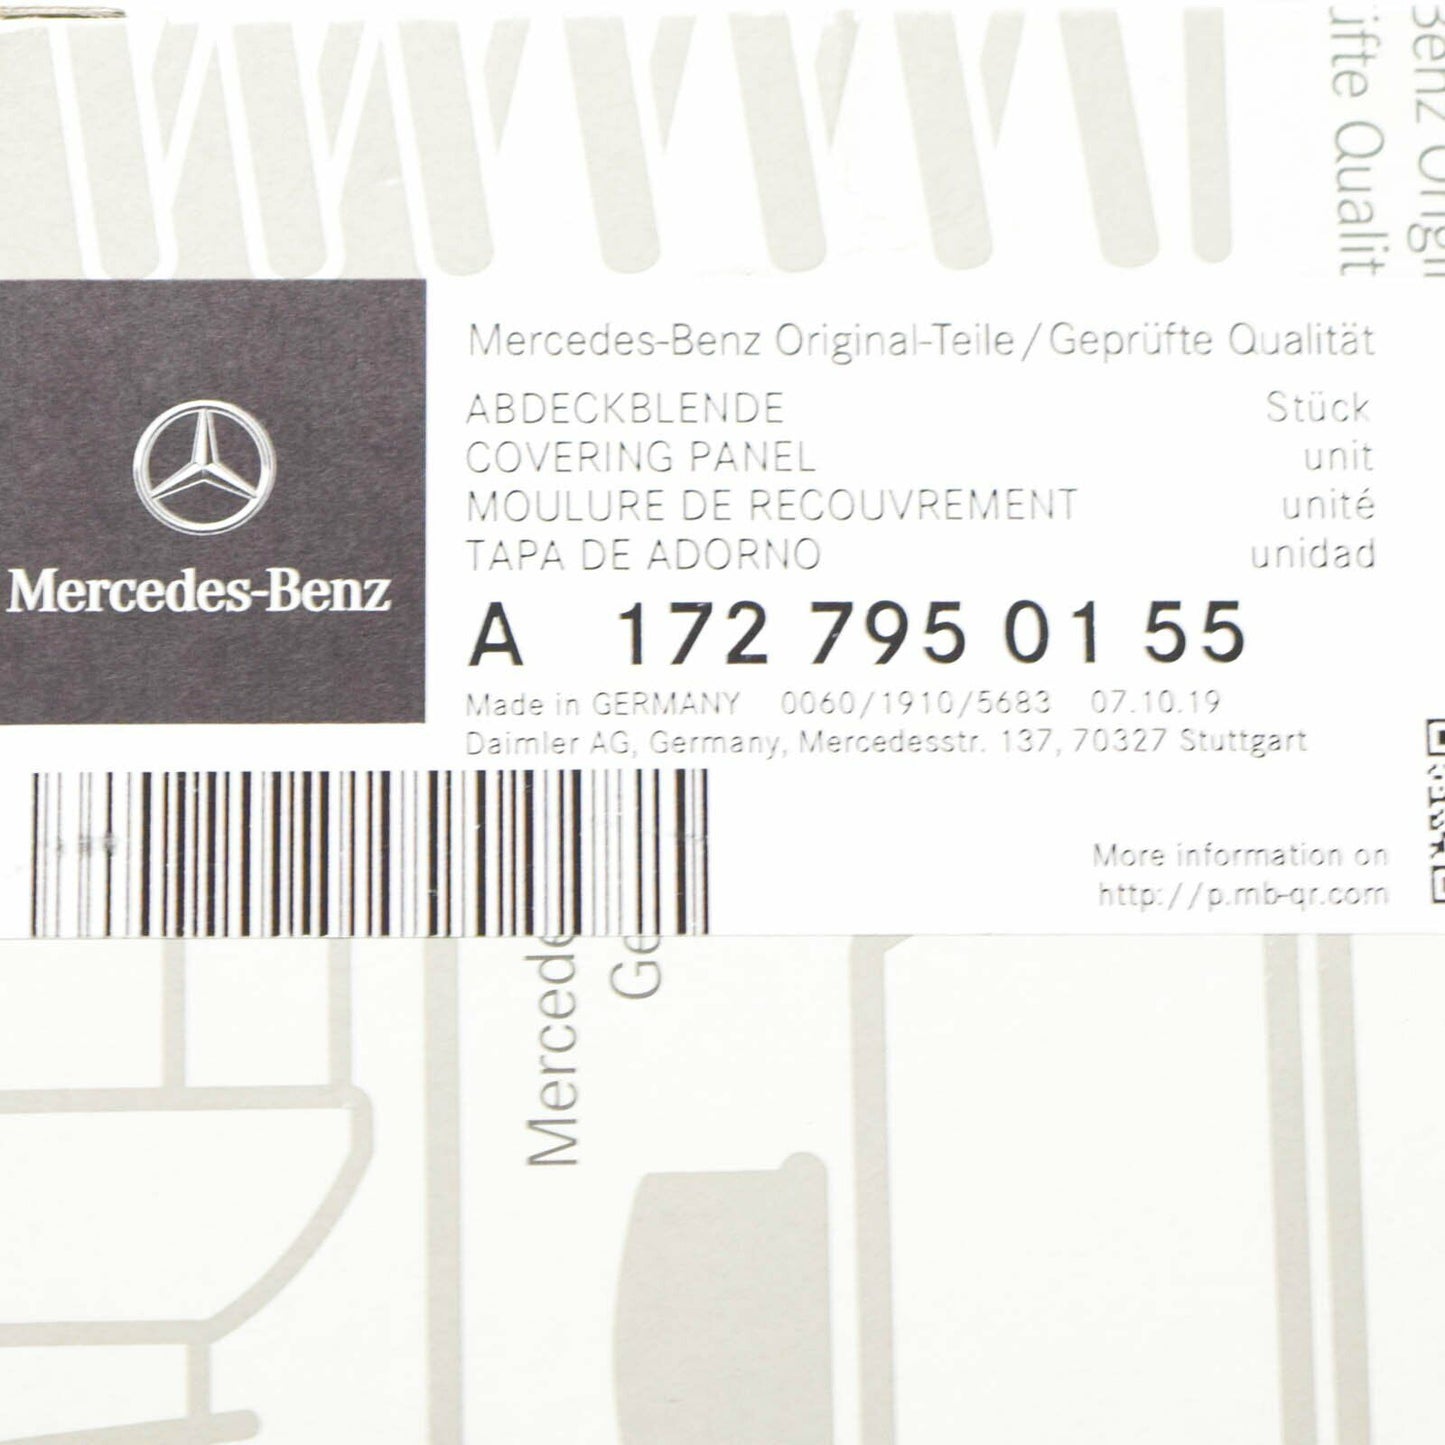 Mercedes-Benz
Mercedes-Benz Original-Teile / Geprüfte Qualität
ABDECKBLENDE Stück
COVERING PANEL unit
MOULURE DE RECOUVREMENT unité
TAPA DE ADORNO unidad
A 172 795 01 55
Made in GERMANY 0060/1910/5683 07.10.19
Daimler AG, Germany, Mercedesstr. 137, 70327 Stuttgart
More information on
http://p.mb-qr.com